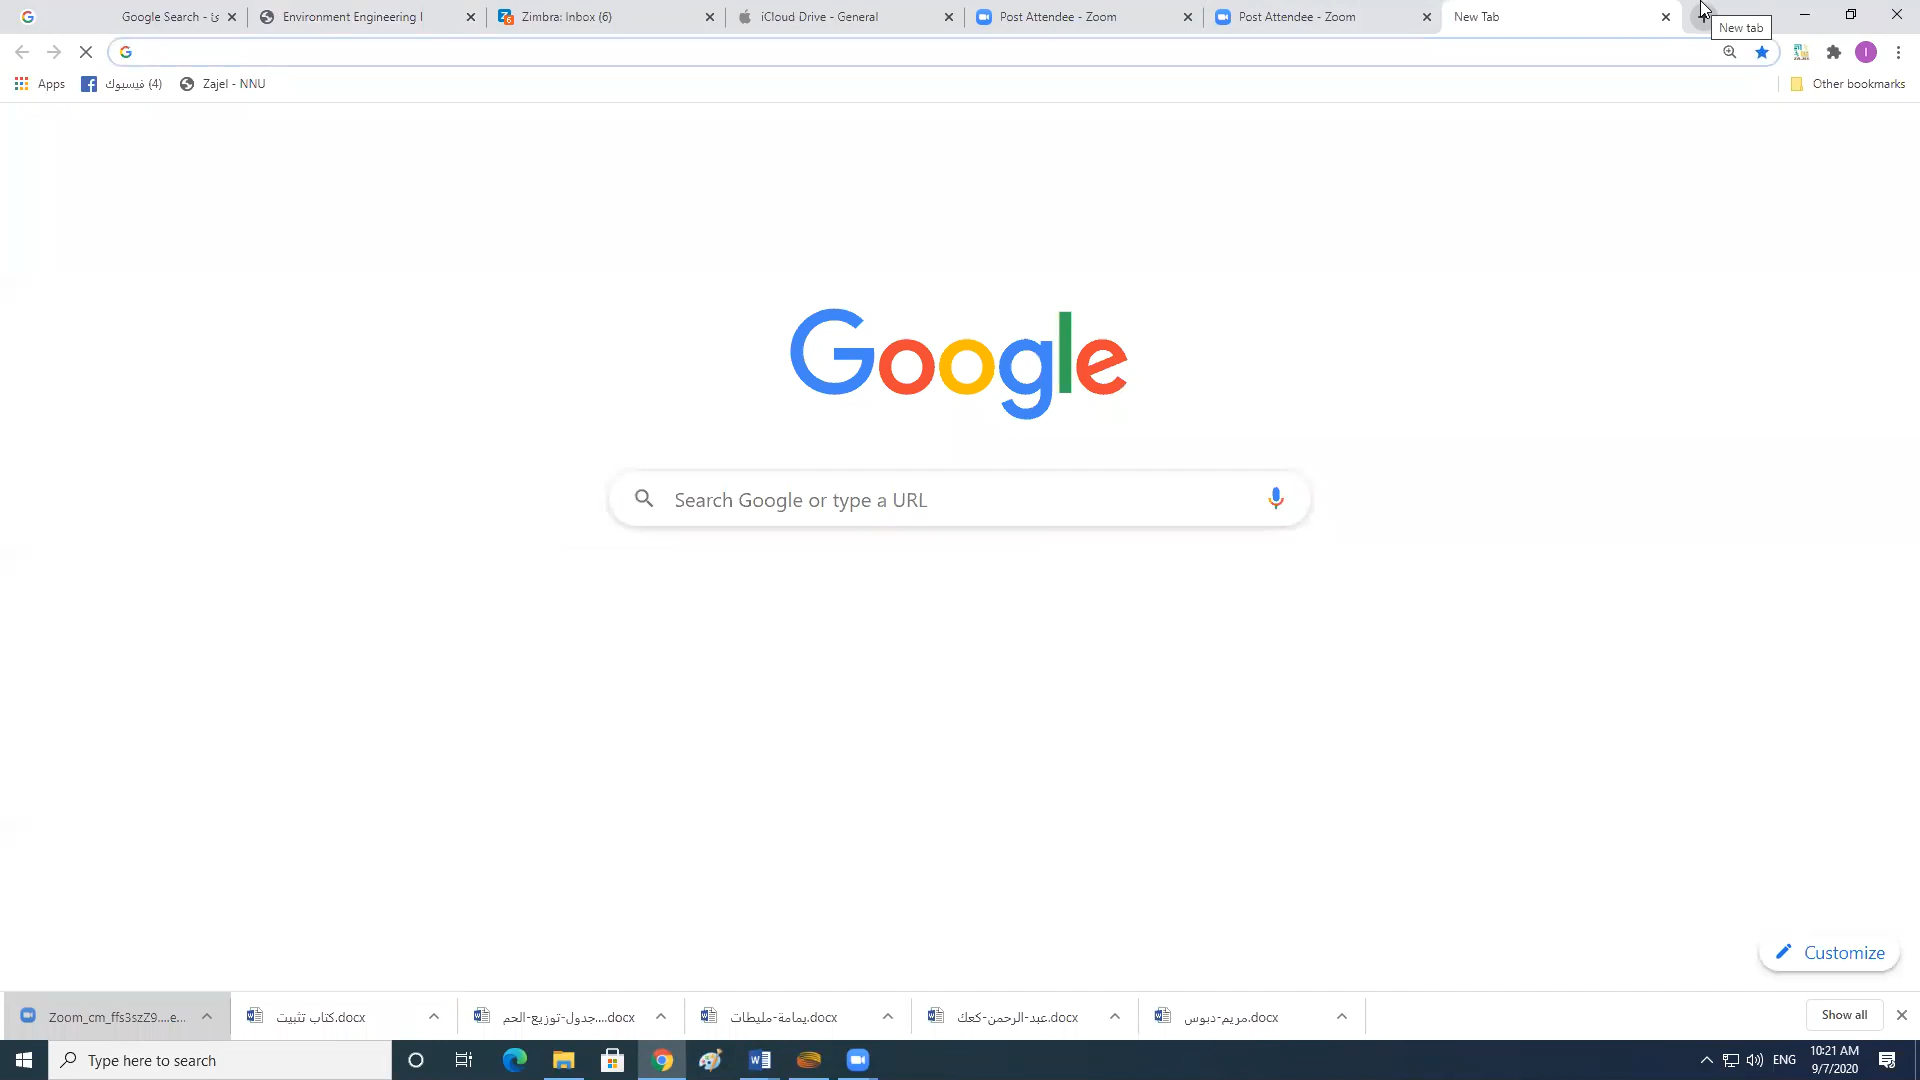 Google Search - ئ
Environment Engineering I
Zimbra: Inbox (6)
iCloud Drive - General
Post Attendee - Zoom
Post Attendee - Zoom
New Tab
New tab
G
Apps
(4) فيسبوك
Zajel - NNU
Other bookmarks
Google
Search Google or type a URL
Customize
Zoom_cm_ffs3szZ9....e...
كتاب تثبيت.docx
جدول-توزيع-الحم....docx
يمامة-مليطات.docx
عبد-الرحمن-كعك.docx
مريم-دبوس.docx
Show all
Type here to search
ENG
10:21 AM
9/7/2020